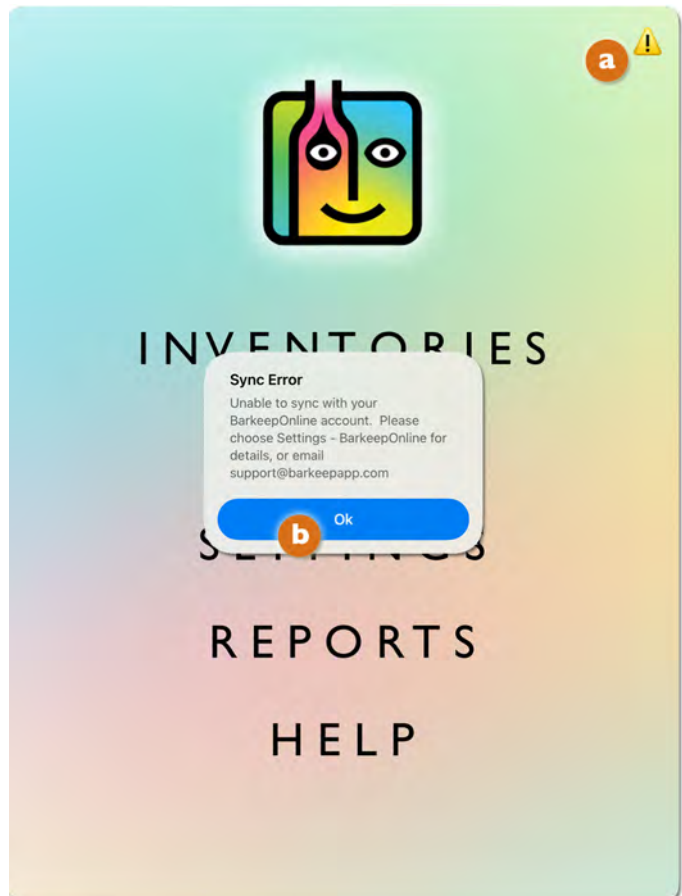 a
INVENTORIES
Sync Error
Unable to sync with your
BarkeepOnline account.  Please
choose Settings - BarkeepOnline for
details, or email
support@barkeepapp.com
Ok
b
SETTINGS
REPORTS
HELP